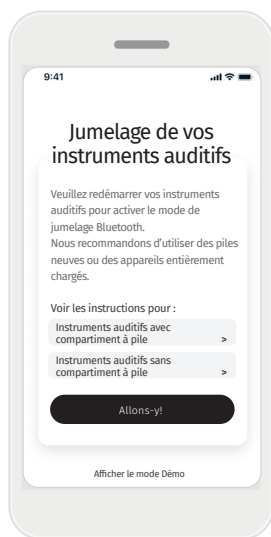 9:41
Jumelage de vos
instruments auditifs
Veuillez redémarrer vos instruments
auditifs pour activer le mode de
jumelage Bluetooth.
Nous recommandons d’utiliser des piles
neuves ou des appareils entièrement
chargés.
Voir les instructions pour :
Instruments auditifs avec
compartiment à pile >
Instruments auditifs sans
compartiment à pile >
Allons-y!
Afficher le mode Démo